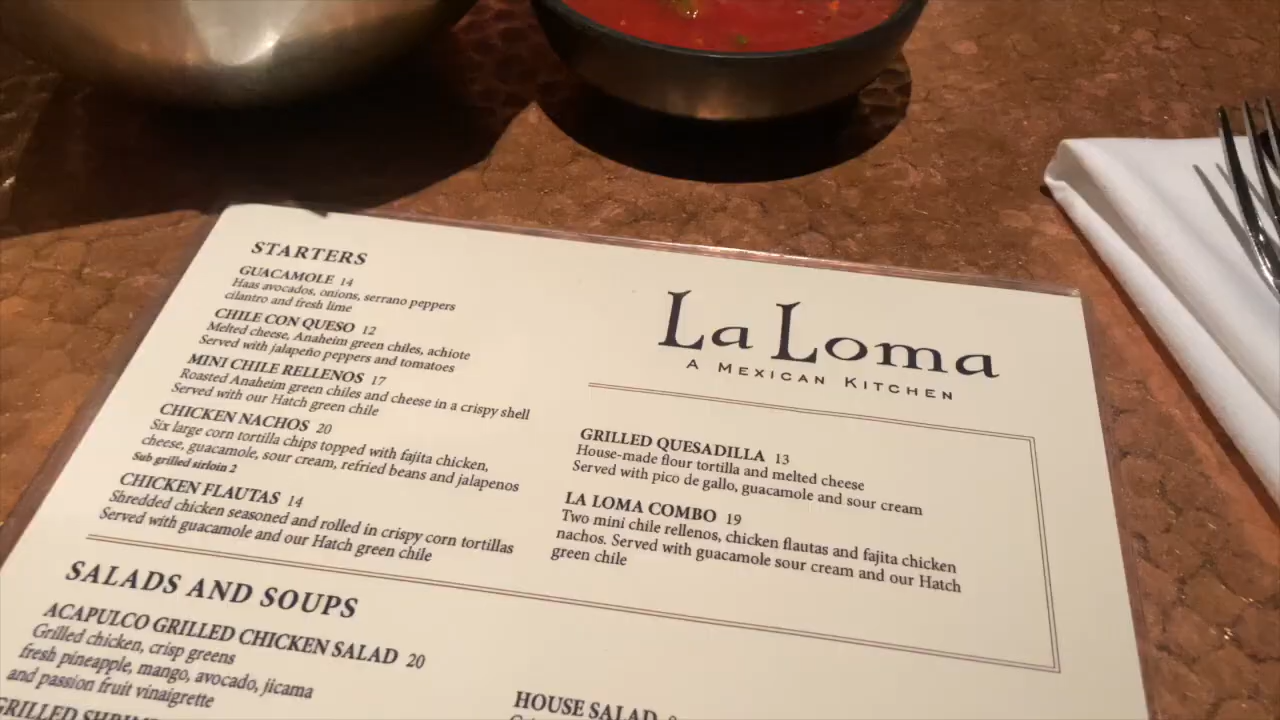 STARTERS
GUACAMOLE 14
Haas avocados, onions, serrano peppers
cilantro and fresh lime
CHILE CON QUESO 12
Melted cheese, Anaheim green chiles, achiote
Served with jalapeño peppers and tomatoes
MINI CHILE RELLENOS 17
Roasted Anaheim green chiles and cheese in a crispy shell
Served with our Hatch green chile
CHICKEN NACHOS 20
Six large corn tortilla chips topped with fajita chicken,
cheese, guacamole, sour cream, refried beans and jalapenos
Sub grilled sirloin 2
CHICKEN FLAUTAS 14
Shredded chicken seasoned and rolled in crispy corn tortillas
Served with guacamole and our Hatch green chile
La Loma
A MEXICAN KITCHEN
GRILLED QUESADILLA 13
House-made flour tortilla and melted cheese
Served with pico de gallo, guacamole and sour cream
LA LOMA COMBO 19
Two mini chile rellenos, chicken flautas and fajita chicken
nachos. Served with guacamole sour cream and our Hatch
green chile
SALADS AND SOUPS
ACAPULCO GRILLED CHICKEN SALAD 20
Grilled chicken, crisp greens
fresh pineapple, mango, avocado, jicama
and passion fruit vinaigrette
GRILLED SHRIMP
HOUSE SALAD